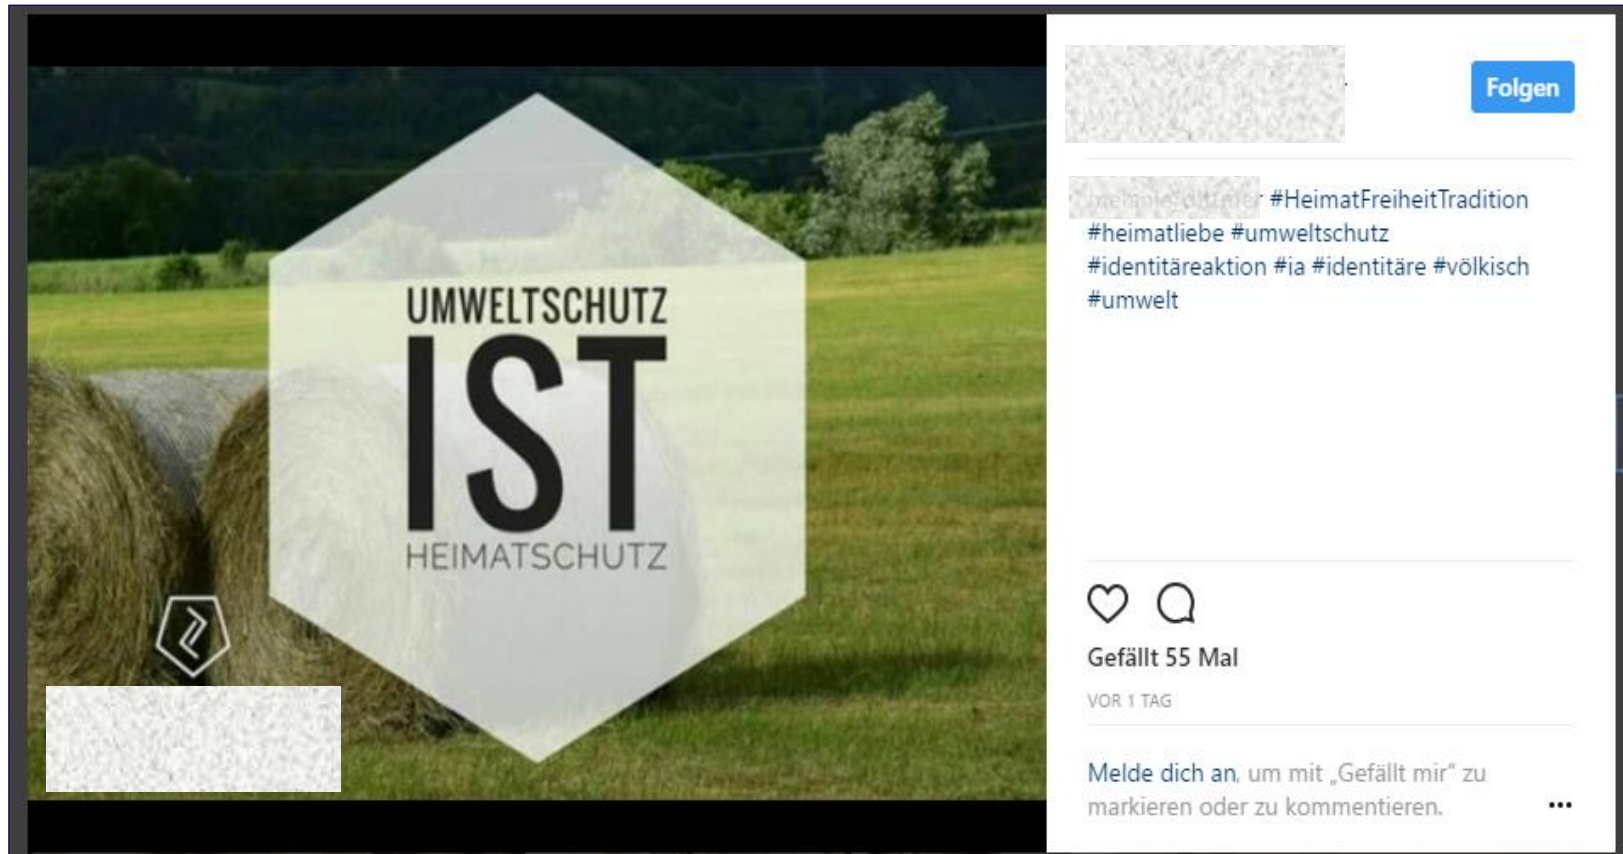 UMWELTSCHUTZ
IST
HEIMATSCHUTZ
Folgen
#HeimatFreiheitTradition
#heimatliebe #umweltschutz
#identitäreaktion #ia #identitäre #völkisch
#umwelt
Gefällt 55 Mal
VOR 1 TAG
Melde dich an, um mit „Gefällt mir“ zu
markieren oder zu kommentieren.